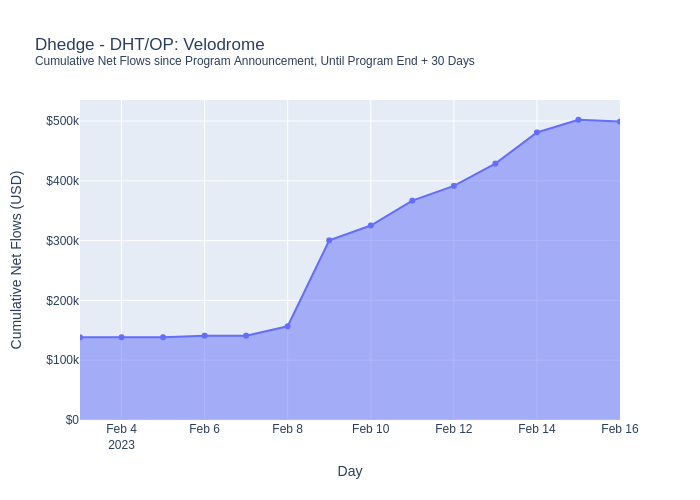 Dhedge - DHT/OP: Velodrome
Cumulative Net Flows since Program Announcement, Until Program End + 30 Days
Cumulative Net Flows (USD)
$500k
$400k
$300k
$200k
$100k
$0
Feb 4 Feb 6 Feb 8 Feb 10 Feb 12 Feb 14 Feb 16
2023
Day